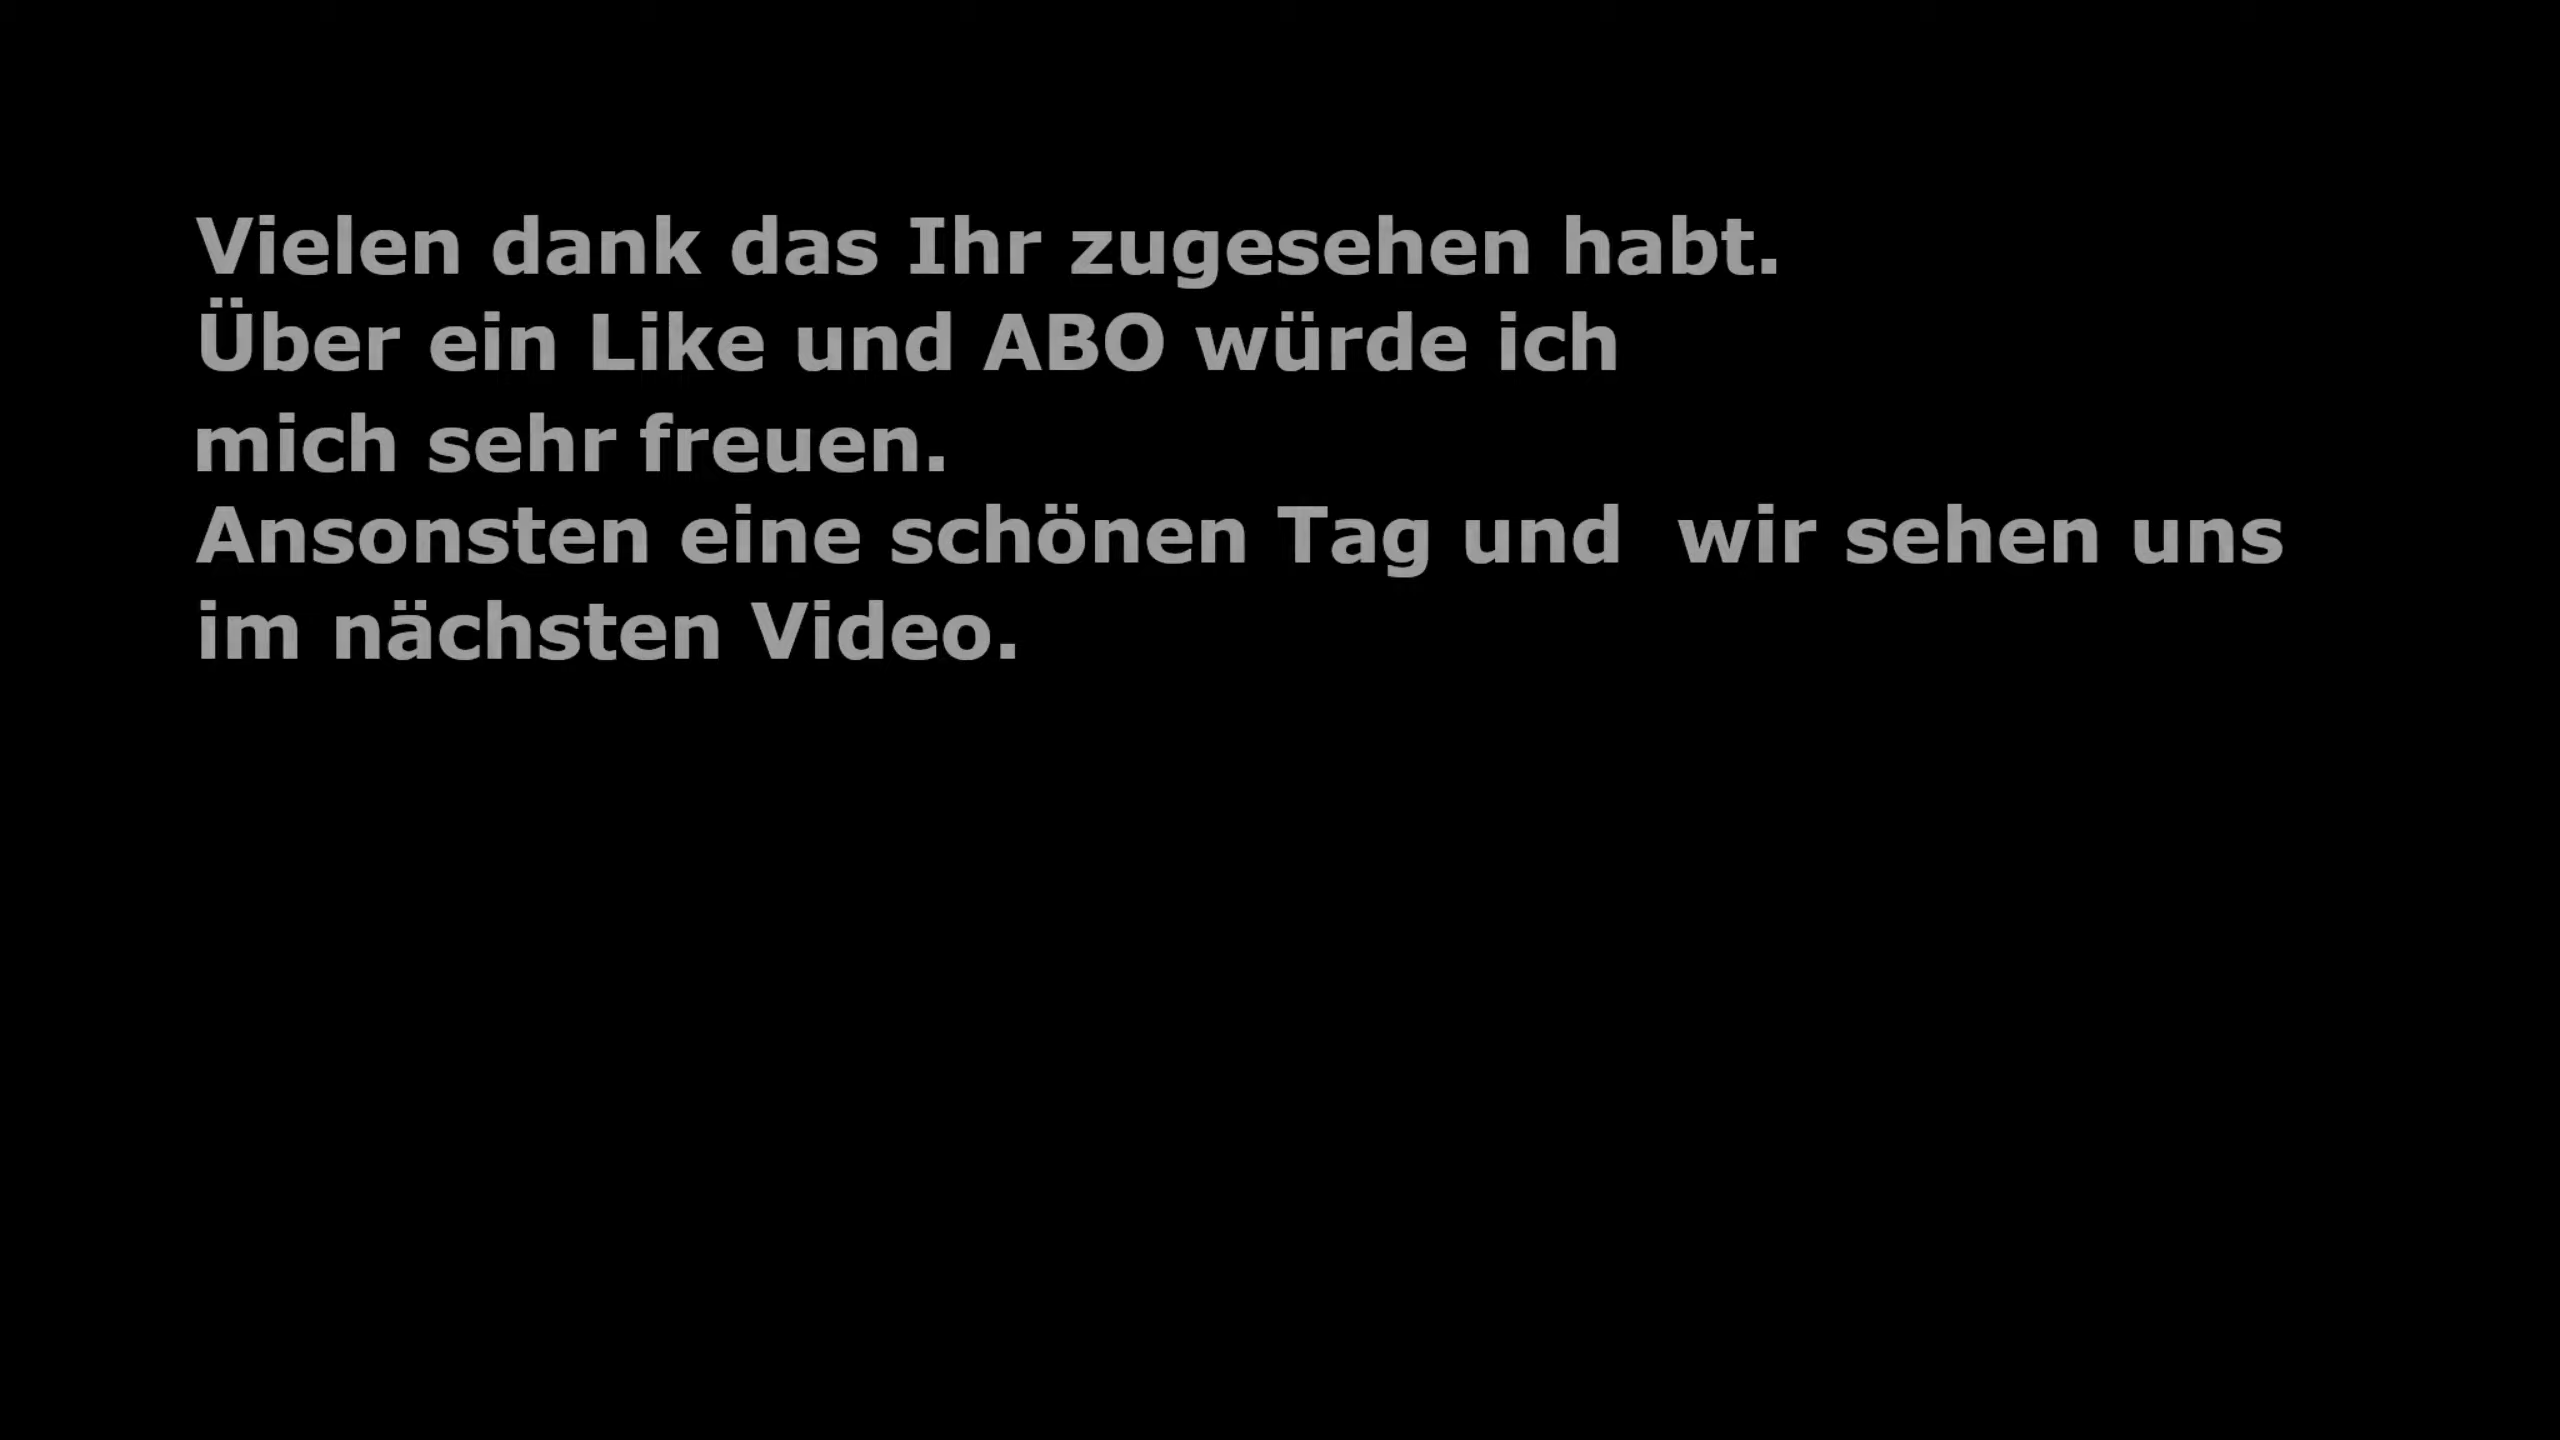 Vielen dank das Ihr zugesehen habt.
Über ein Like und ABO würde ich
mich sehr freuen.
Ansonsten eine schönen Tag und  wir sehen uns
im nächsten Video.